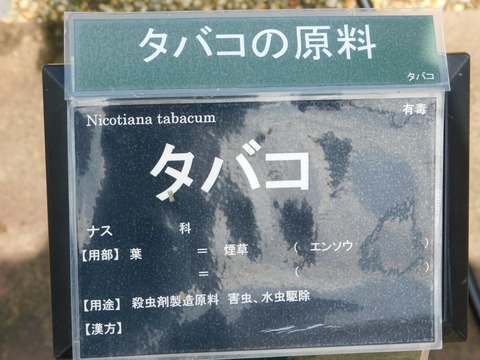 タバコの原料
タバコ
Nicotiana tabacum 有毒
タバコ
ナス 科
【用部】 葉 ＝ 煙草 ( エンソウ )
＝ ( )
【用途】 殺虫剤製造原料 害虫、水虫駆除
【漢方】